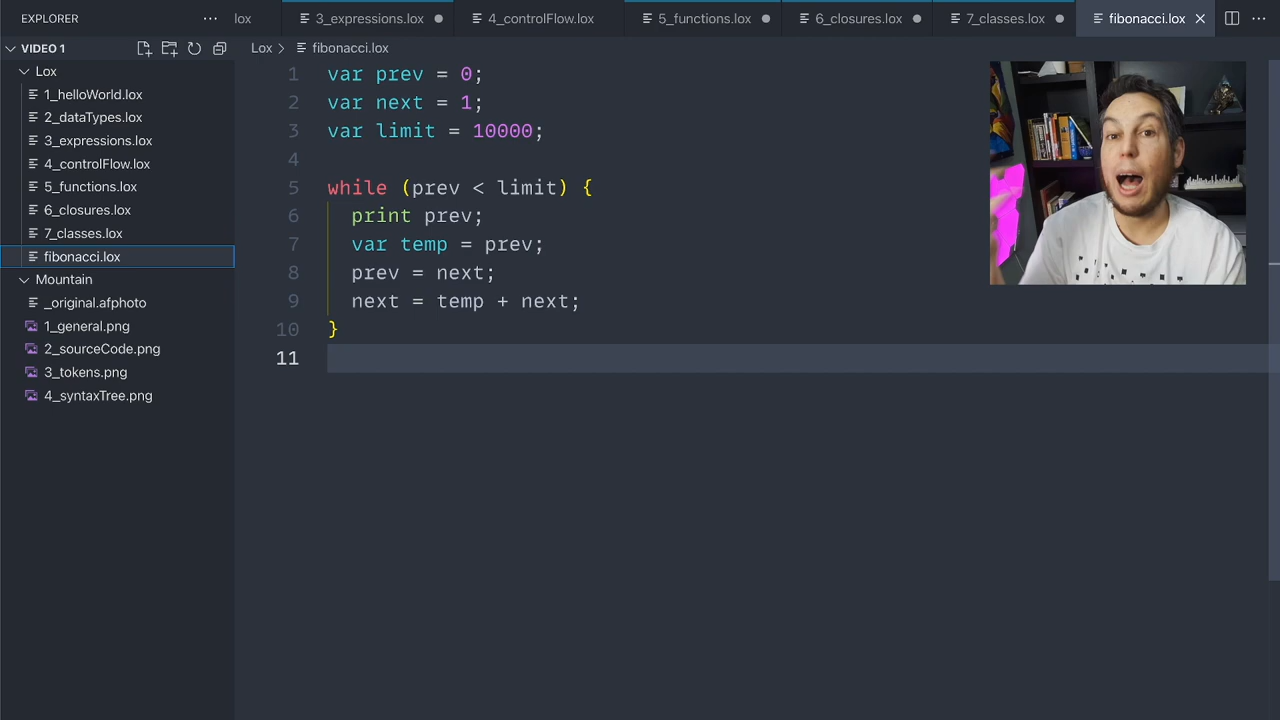 EXPLORER
lox
3_expressions.lox
4_controlFlow.lox
5_functions.lox
6_closures.lox
7_classes.lox
fibonacci.lox
VIDEO 1
Lox
1_helloWorld.lox
2_dataTypes.lox
3_expressions.lox
4_controlFlow.lox
5_functions.lox
6_closures.lox
7_classes.lox
fibonacci.lox
Mountain
_original.afphoto
1_general.png
2_sourceCode.png
3_tokens.png
4_syntaxTree.png
Lox > fibonacci.lox
1 var prev = 0;
2 var next = 1;
3 var limit = 10000;
4
5 while (prev < limit) {
6   print prev;
7   var temp = prev;
8   prev = next;
9   next = temp + next;
10 }
11